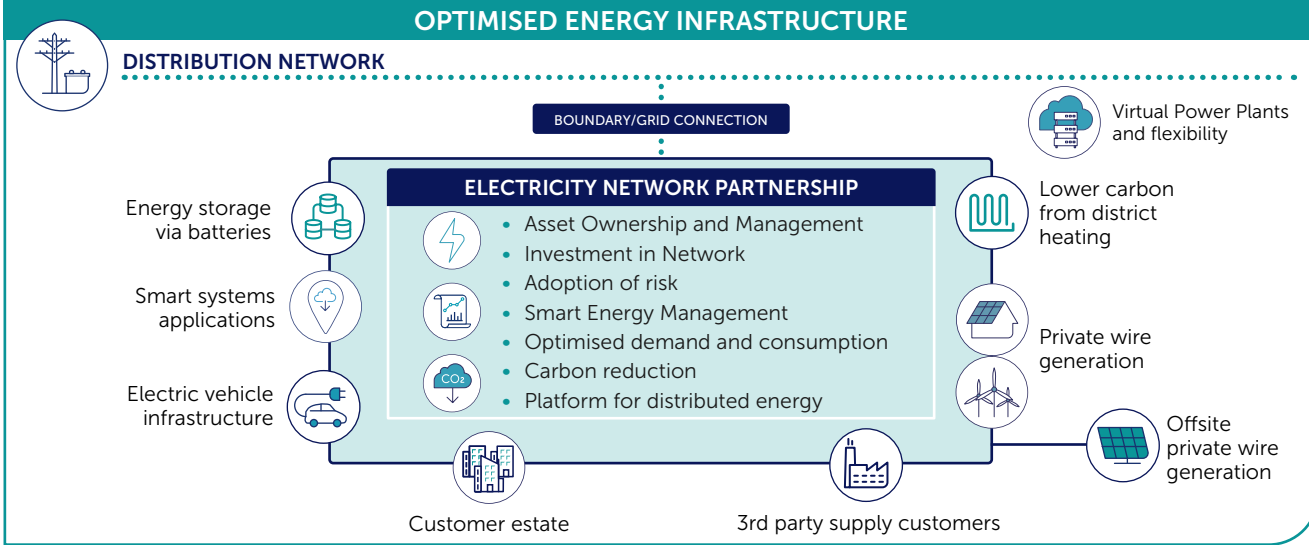 OPTIMISED ENERGY INFRASTRUCTURE
DISTRIBUTION NETWORK
BOUNDARY/GRID CONNECTION
Virtual Power Plants
and flexibility
ELECTRICITY NETWORK PARTNERSHIP
• Asset Ownership and Management
• Investment in Network
• Adoption of risk
• Smart Energy Management
• Optimised demand and consumption
• Carbon reduction
• Platform for distributed energy
CO₂
Energy storage
via batteries
Smart systems
applications
Electric vehicle
infrastructure
Lower carbon
from district
heating
Private wire
generation
Offsite
private wire
generation
Customer estate
3rd party supply customers